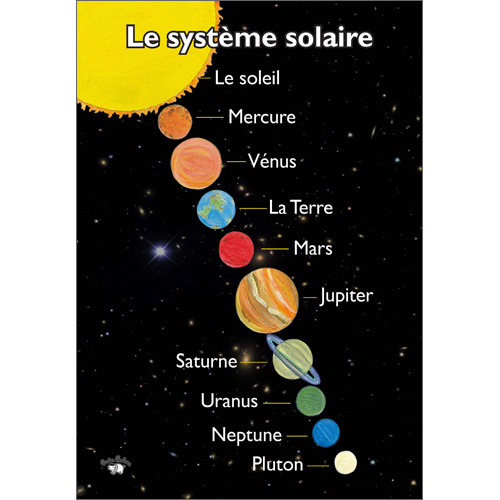 Le système solaire
Le soleil
Mercure
Vénus
La Terre
Mars
Jupiter
Saturne
Uranus
Neptune
Pluton